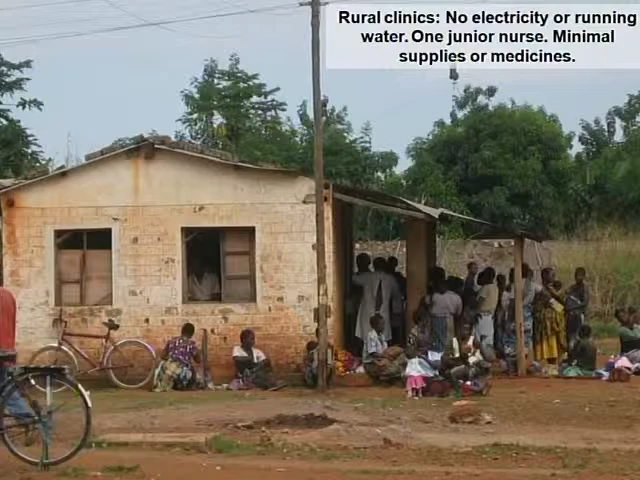 Rural clinics: No electricity or running
water. One junior nurse. Minimal
supplies or medicines.